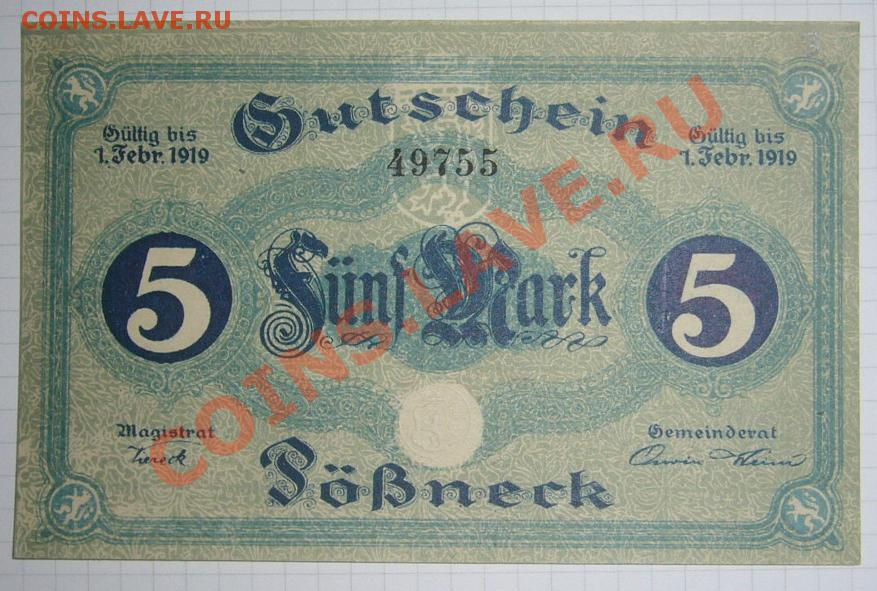 COINS.LAVE.RU
Gutschein
Gültig bis
1. Febr. 1919
Gültig bis
1. Febr. 1919
49755
5
Fünf Mark
5
COINS.LAVE.RU
Magistrat
Gemeinderat
Pößneck